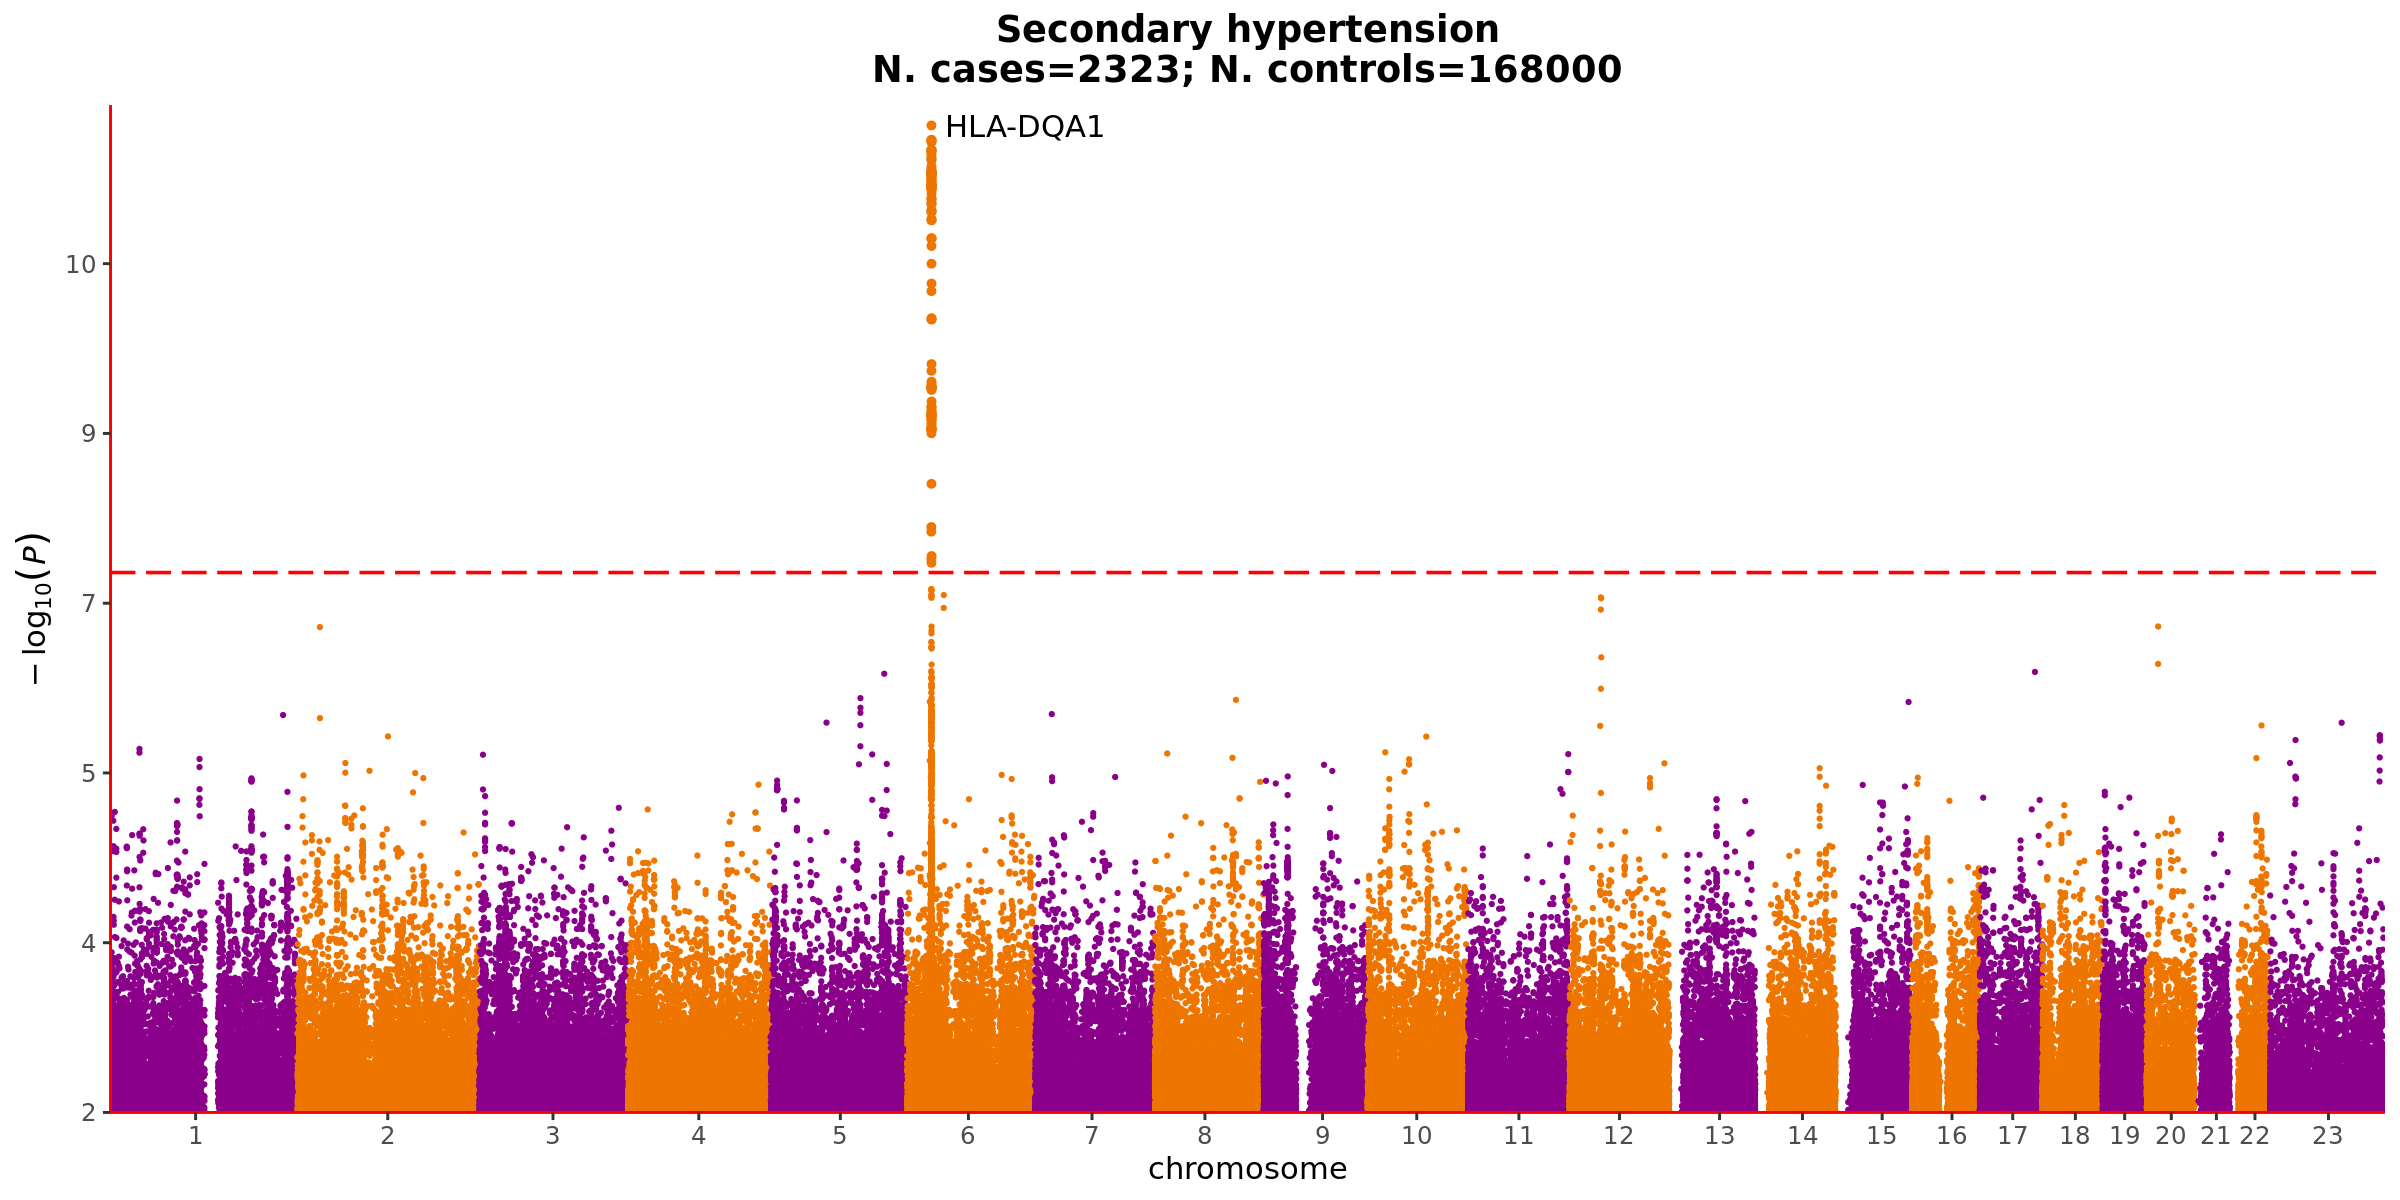 Secondary hypertension
N. cases=2323; N. controls=168000
HLA-DQA1
10
9
7
5
4
2
−log₁₀(P)
1 2 3 4 5 6 7 8 9 10 11 12 13 14 15 16 17 18 19 20 21 22 23
chromosome